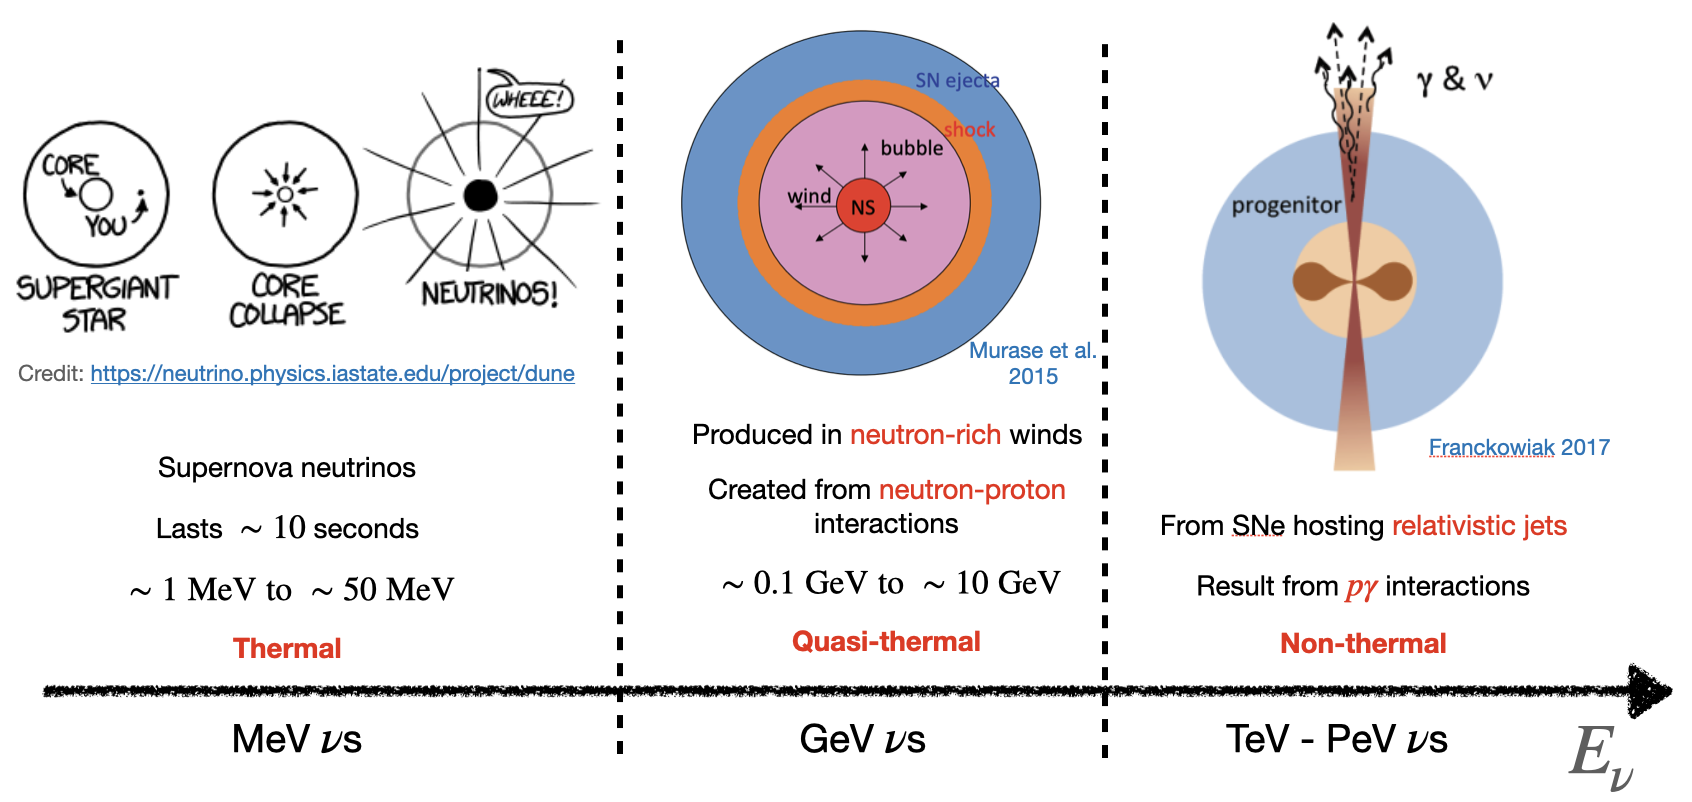 CORE
YOU
SUPERGIANT
STAR
CORE
COLLAPSE
WHEEE!
NEUTRINOS!
Credit: https://neutrino.physics.iastate.edu/project/dune
Supernova neutrinos
Lasts ~ 10 seconds
~ 1 MeV to ~ 50 MeV
Thermal
MeV νs
SN ejecta
shock
bubble
wind
NS
Murase et al.
2015
Produced in neutron-rich winds
Created from neutron-proton
interactions
~ 0.1 GeV to ~ 10 GeV
Quasi-thermal
GeV νs
γ & ν
progenitor
Franckowiak 2017
From SNe hosting relativistic jets
Result from pγ interactions
Non-thermal
TeV - PeV νs
E_ν